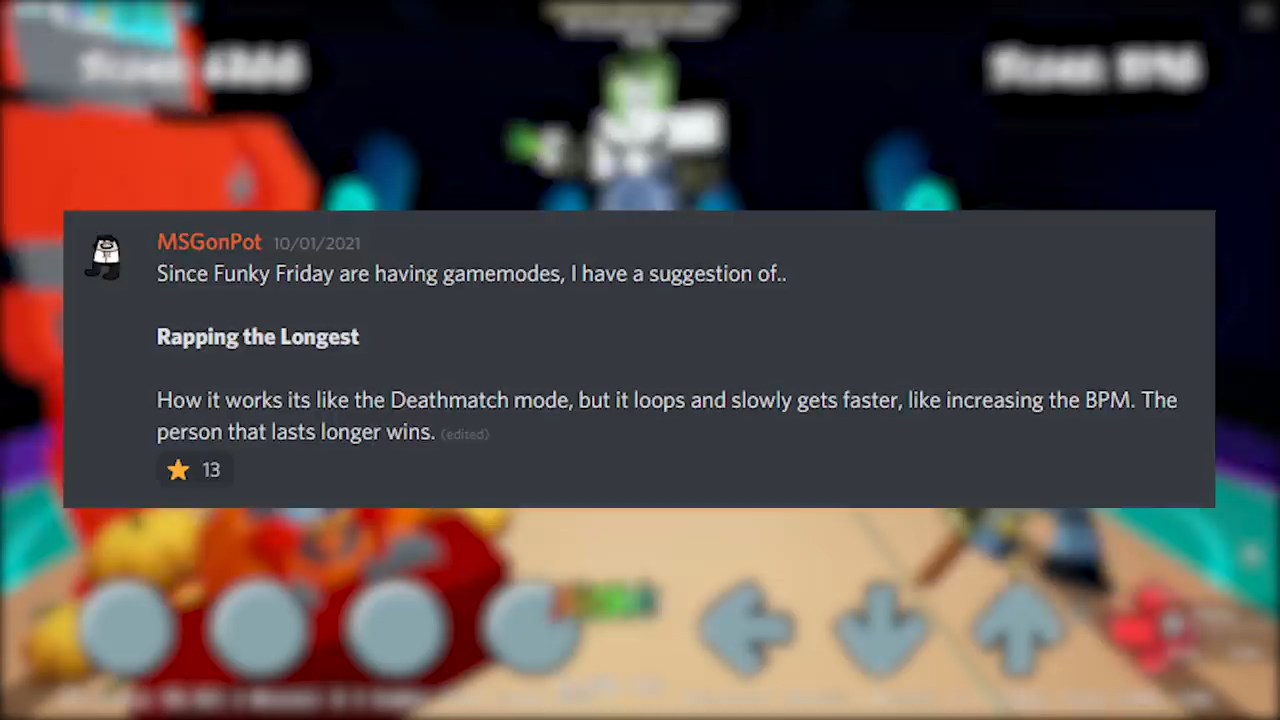 MSGonPot 10/01/2021
Since Funky Friday are having gamemodes, I have a suggestion of..
Rapping the Longest
How it works its like the Deathmatch mode, but it loops and slowly gets faster, like increasing the BPM. The
person that lasts longer wins. (edited)
13